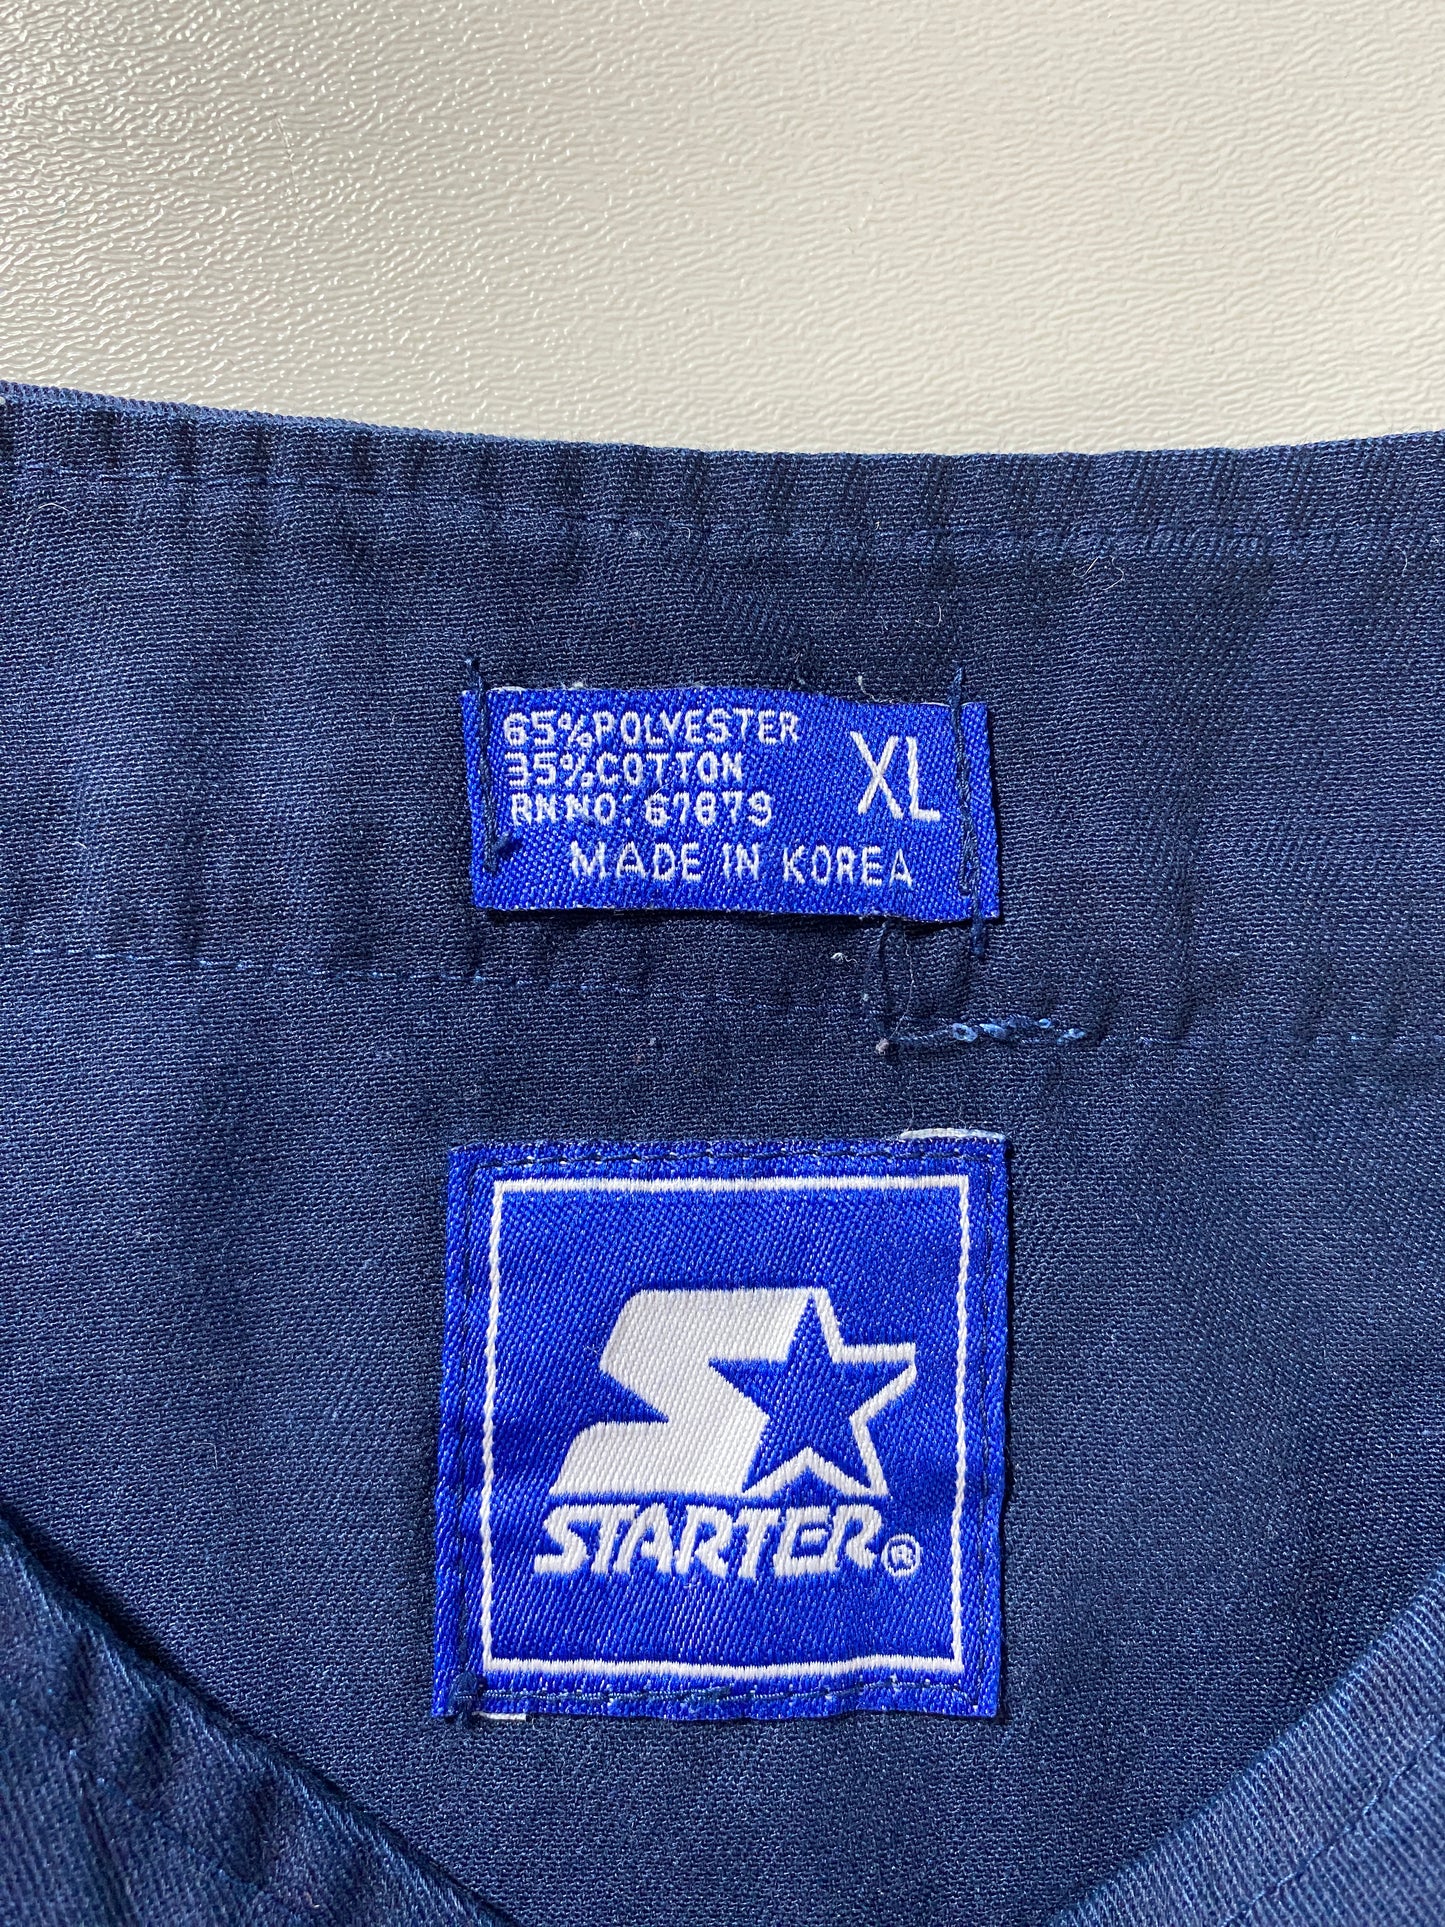 65% POLYESTER
35% COTTON
XL
RN NO: 67879
MADE IN KOREA
STARTER®